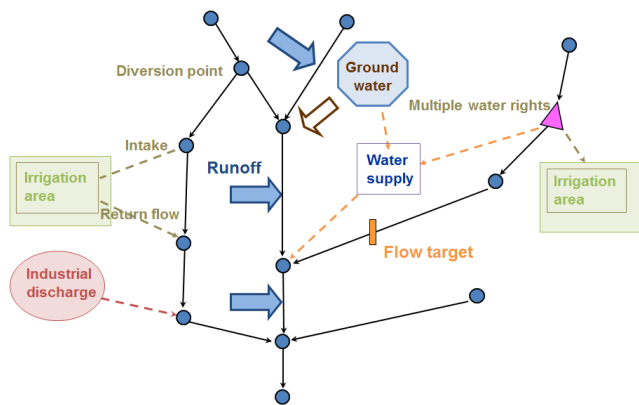 Ground
water
Diversion point
Multiple water rights
Intake
Runoff
Water
supply
Irrigation
area
Irrigation
area
Return flow
Flow target
Industrial
discharge